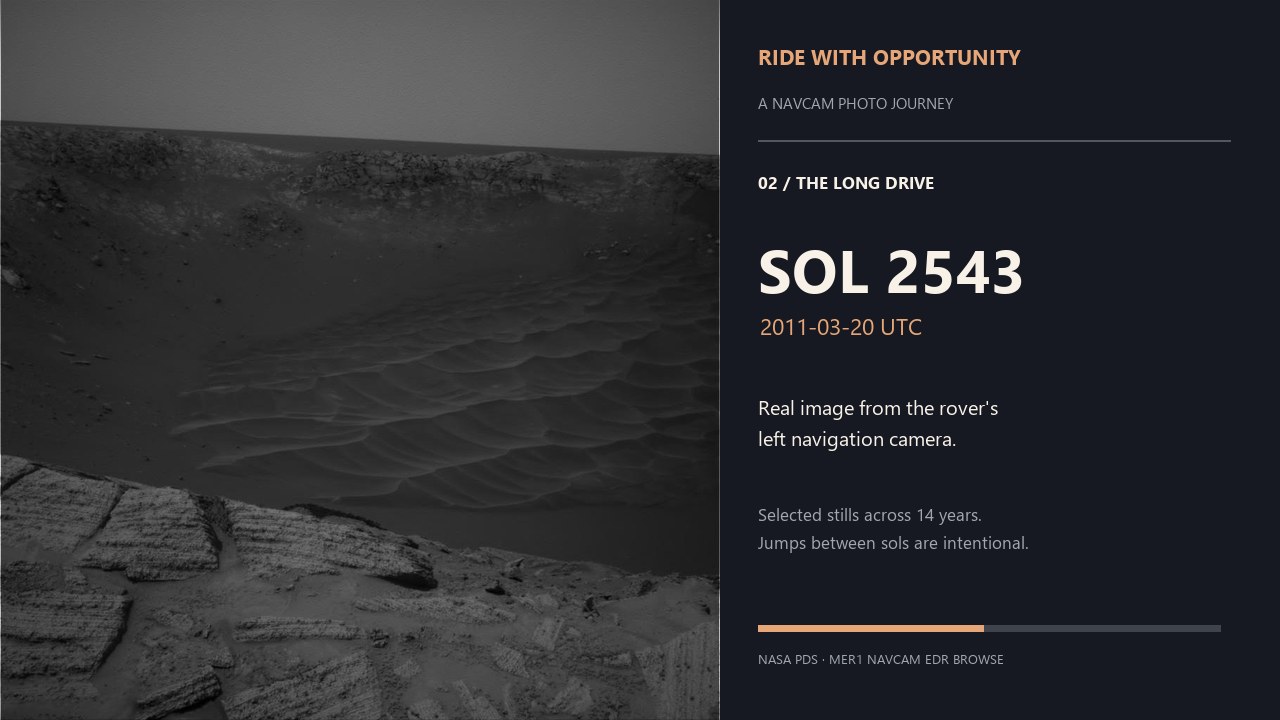 RIDE WITH OPPORTUNITY
A NAVCAM PHOTO JOURNEY
02 / THE LONG DRIVE
SOL 2543
2011-03-20 UTC
Real image from the rover's
left navigation camera.
Selected stills across 14 years.
Jumps between sols are intentional.
NASA PDS · MER1 NAVCAM EDR BROWSE